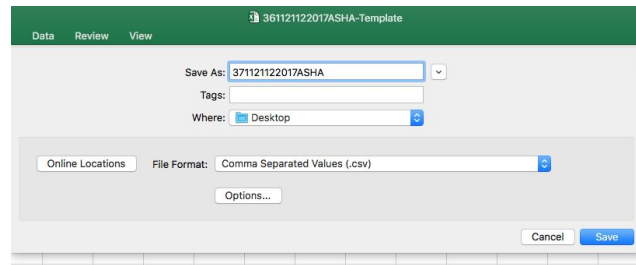 361121122017ASHA-Template
Data Review View
Save As: 371121122017ASHA
Tags:
Where: Desktop
Online Locations File Format: Comma Separated Values (.csv)
Options...
Cancel Save